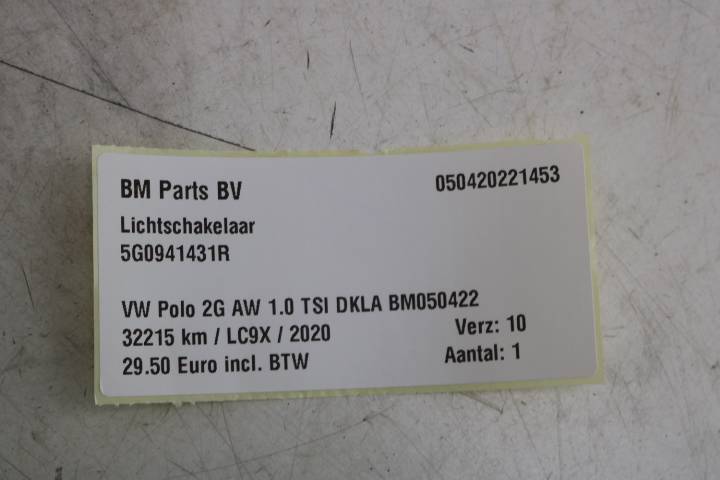 BM Parts BV 050420221453
Lichtschakelaar
5G0941431R
VW Polo 2G AW 1.0 TSI DKLA BM050422
32215 km / LC9X / 2020 Verz: 10
29.50 Euro incl. BTW Aantal: 1